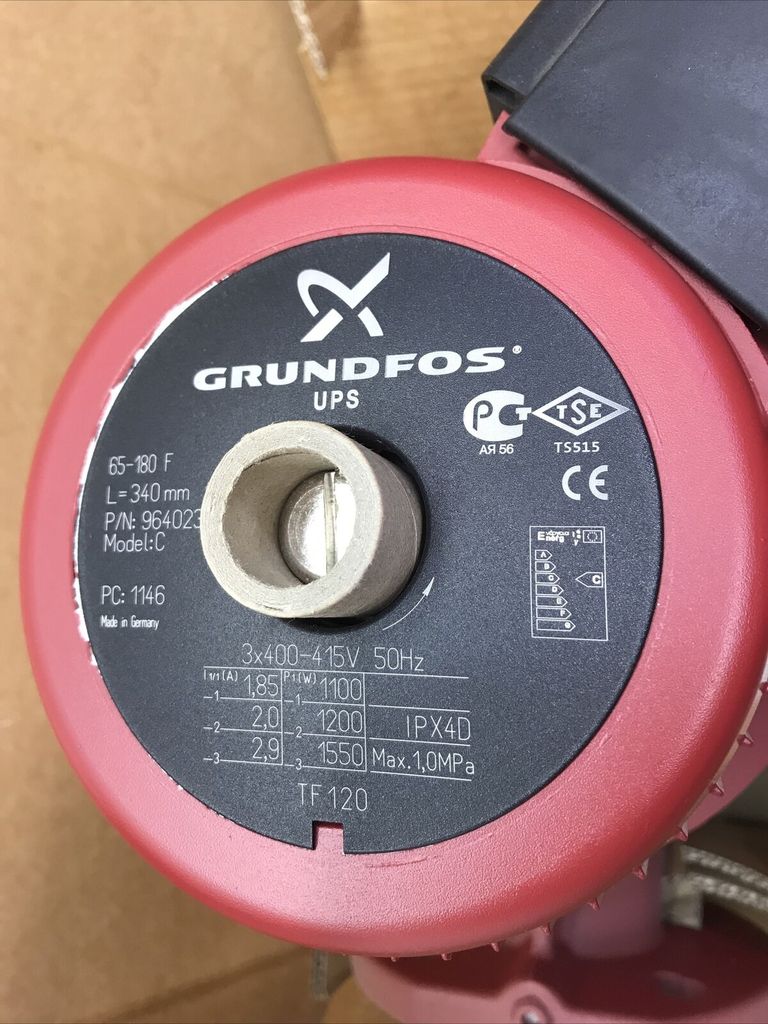 GRUNDFOS®
UPS
PCT
TSE
АЯ 56
TS515
CE
65-180 F
L=340 mm
P/N: 964023
Model:C
PC: 1146
Made in Germany
A
B
C
D
E
F
G
C
3x400-415V 50Hz
I1/1(A) P1(W)
1 1,85 1 1100
2 2,0 2 1200 IPX4D
3 2,9 3 1550 Max.1,0MPa
TF 120